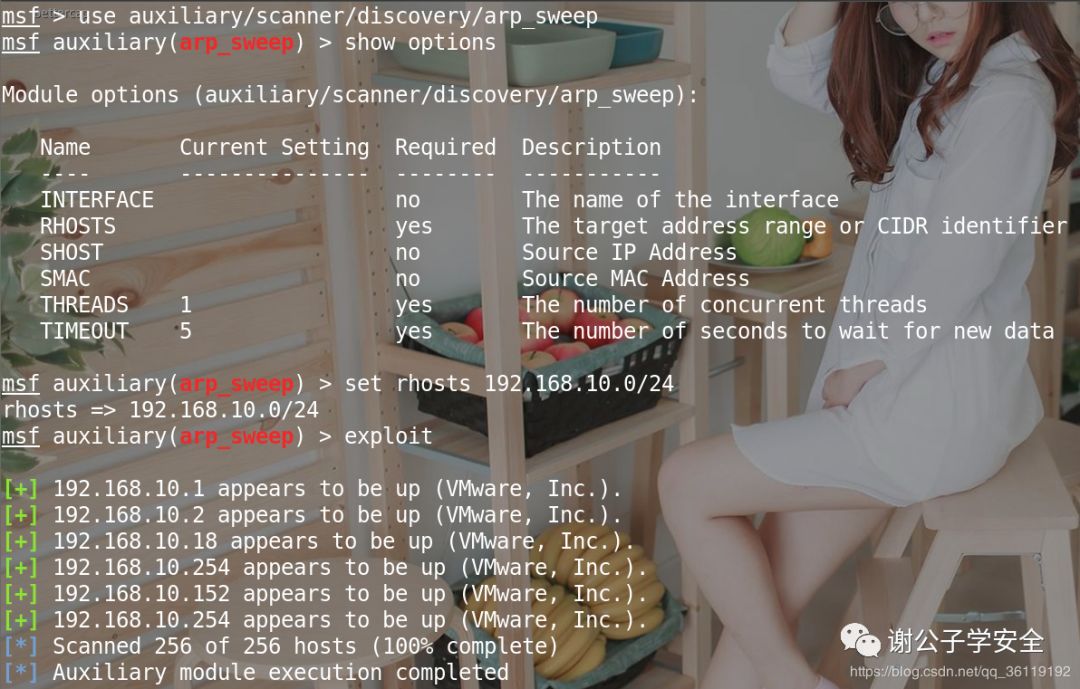 msf > use auxiliary/scanner/discovery/arp_sweep
msf auxiliary(arp_sweep) > show options
Module options (auxiliary/scanner/discovery/arp_sweep):
Name Current Setting Required Description
---- --------------- -------- -----------
INTERFACE no The name of the interface
RHOSTS yes The target address range or CIDR identifier
SHOST no Source IP Address
SMAC no Source MAC Address
THREADS 1 yes The number of concurrent threads
TIMEOUT 5 yes The number of seconds to wait for new data
msf auxiliary(arp_sweep) > set rhosts 192.168.10.0/24
rhosts => 192.168.10.0/24
msf auxiliary(arp_sweep) > exploit
[+] 192.168.10.1 appears to be up (VMware, Inc.).
[+] 192.168.10.2 appears to be up (VMware, Inc.).
[+] 192.168.10.18 appears to be up (VMware, Inc.).
[+] 192.168.10.254 appears to be up (VMware, Inc.).
[+] 192.168.10.152 appears to be up (VMware, Inc.).
[+] 192.168.10.254 appears to be up (VMware, Inc.).
[*] Scanned 256 of 256 hosts (100% complete)
[*] Auxiliary module execution completed
谢公子学安全
https://blog.csdn.net/qq_36119192